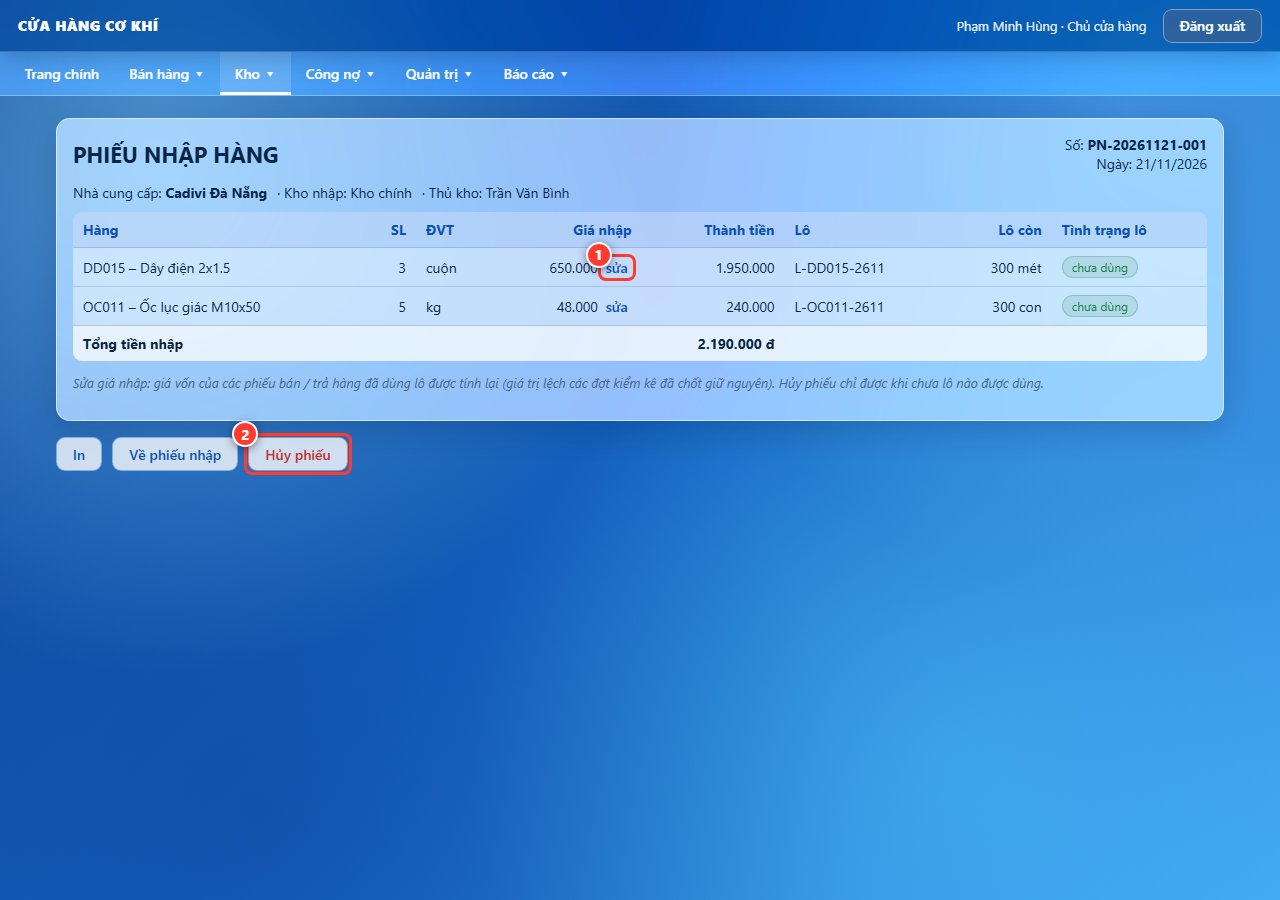 CỬA HÀNG CƠ KHÍ
Phạm Minh Hùng · Chủ cửa hàng
Đăng xuất
Trang chính Bán hàng ▼ Kho ▼ Công nợ ▼ Quản trị ▼ Báo cáo ▼
PHIẾU NHẬP HÀNG
Số: PN-20261121-001
Ngày: 21/11/2026
Nhà cung cấp: Cadivi Đà Nẵng · Kho nhập: Kho chính · Thủ kho: Trần Văn Bình
Hàng SL ĐVT Giá nhập Thành tiền Lô Lô còn Tình trạng lô
1
DD015 – Dây điện 2x1.5 3 cuộn 650.000 sửa 1.950.000 L-DD015-2611 300 mét chưa dùng
OC011 – Ốc lục giác M10x50 5 kg 48.000 sửa 240.000 L-OC011-2611 300 con chưa dùng
Tổng tiền nhập 2.190.000 đ
Sửa giá nhập: giá vốn của các phiếu bán / trả hàng đã dùng lô được tính lại (giá trị lệch các đợt kiểm kê đã chốt giữ nguyên). Hủy phiếu chỉ được khi chưa lô nào được dùng.
2
In Về phiếu nhập Hủy phiếu